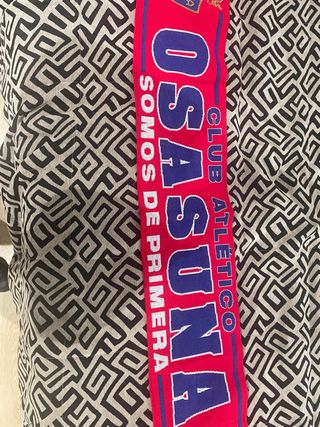 CLUB ATLÉTICO
OSASUNA
SOMOS DE PRIMERA